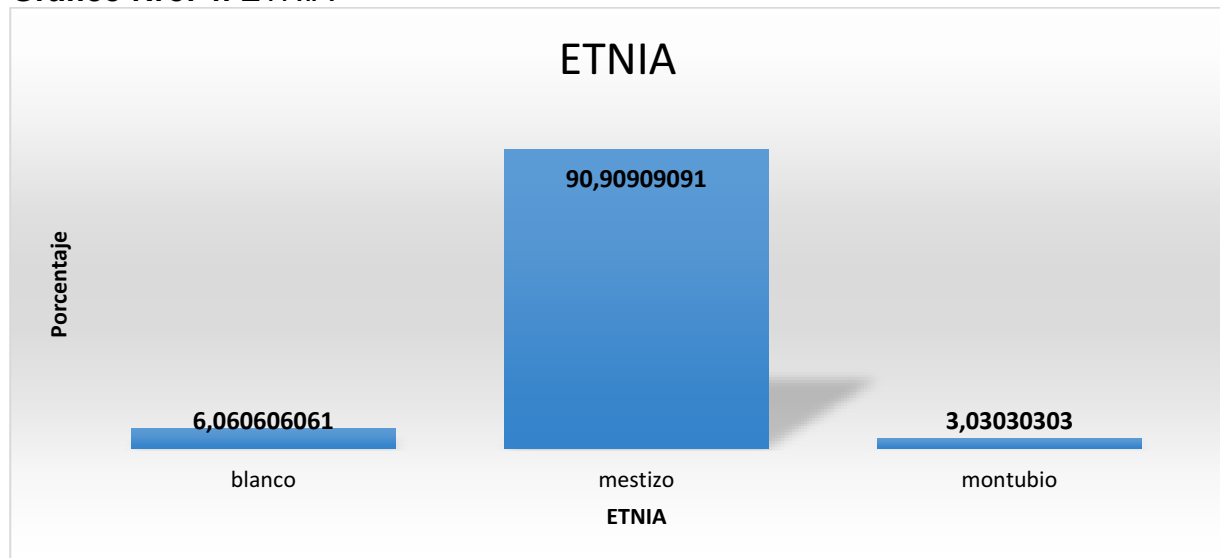 ETNIA
90,90909091
Porcentaje
6,060606061
3,03030303
blanco
mestizo
montubio
ETNIA